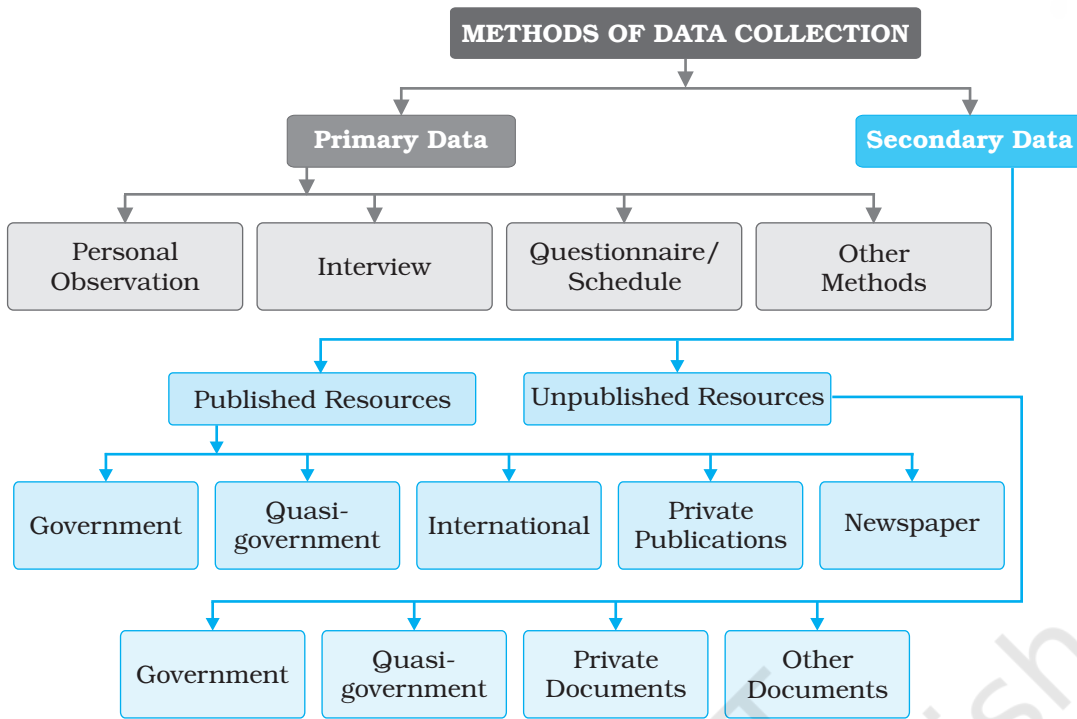 METHODS OF DATA COLLECTION
Primary Data
Secondary Data
Personal
Observation
Interview
Questionnaire/
Schedule
Other
Methods
Published Resources
Unpublished Resources
Government
Quasi-
government
International
Private
Publications
Newspaper
Government
Quasi-
government
Private
Documents
Other
Documents